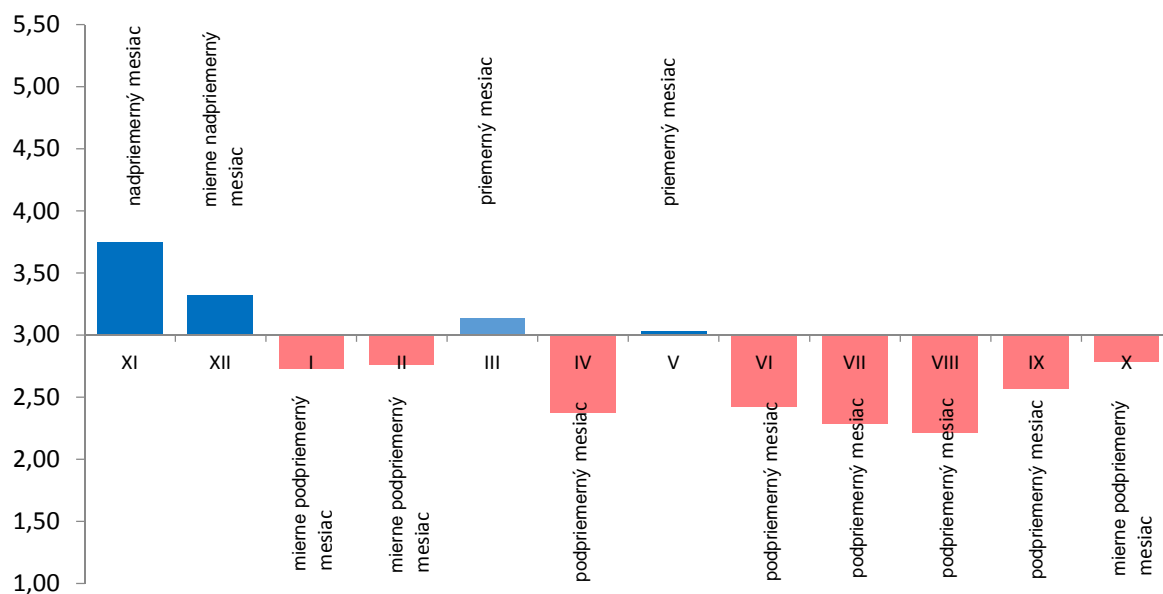 5,50
5,00
4,50
4,00
3,50
3,00
2,50
2,00
1,50
1,00
nadpriemerný mesiac
mierne nadpriemerný
mesiac
priemerný mesiac
priemerný mesiac
XI
XII
I
II
III
IV
V
VI
VII
VIII
IX
X
mierne podpriemerný
mesiac
mierne podpriemerný
mesiac
podpriemerný mesiac
podpriemerný mesiac
podpriemerný mesiac
podpriemerný mesiac
podpriemerný mesiac
mierne podpriemerný
mesiac